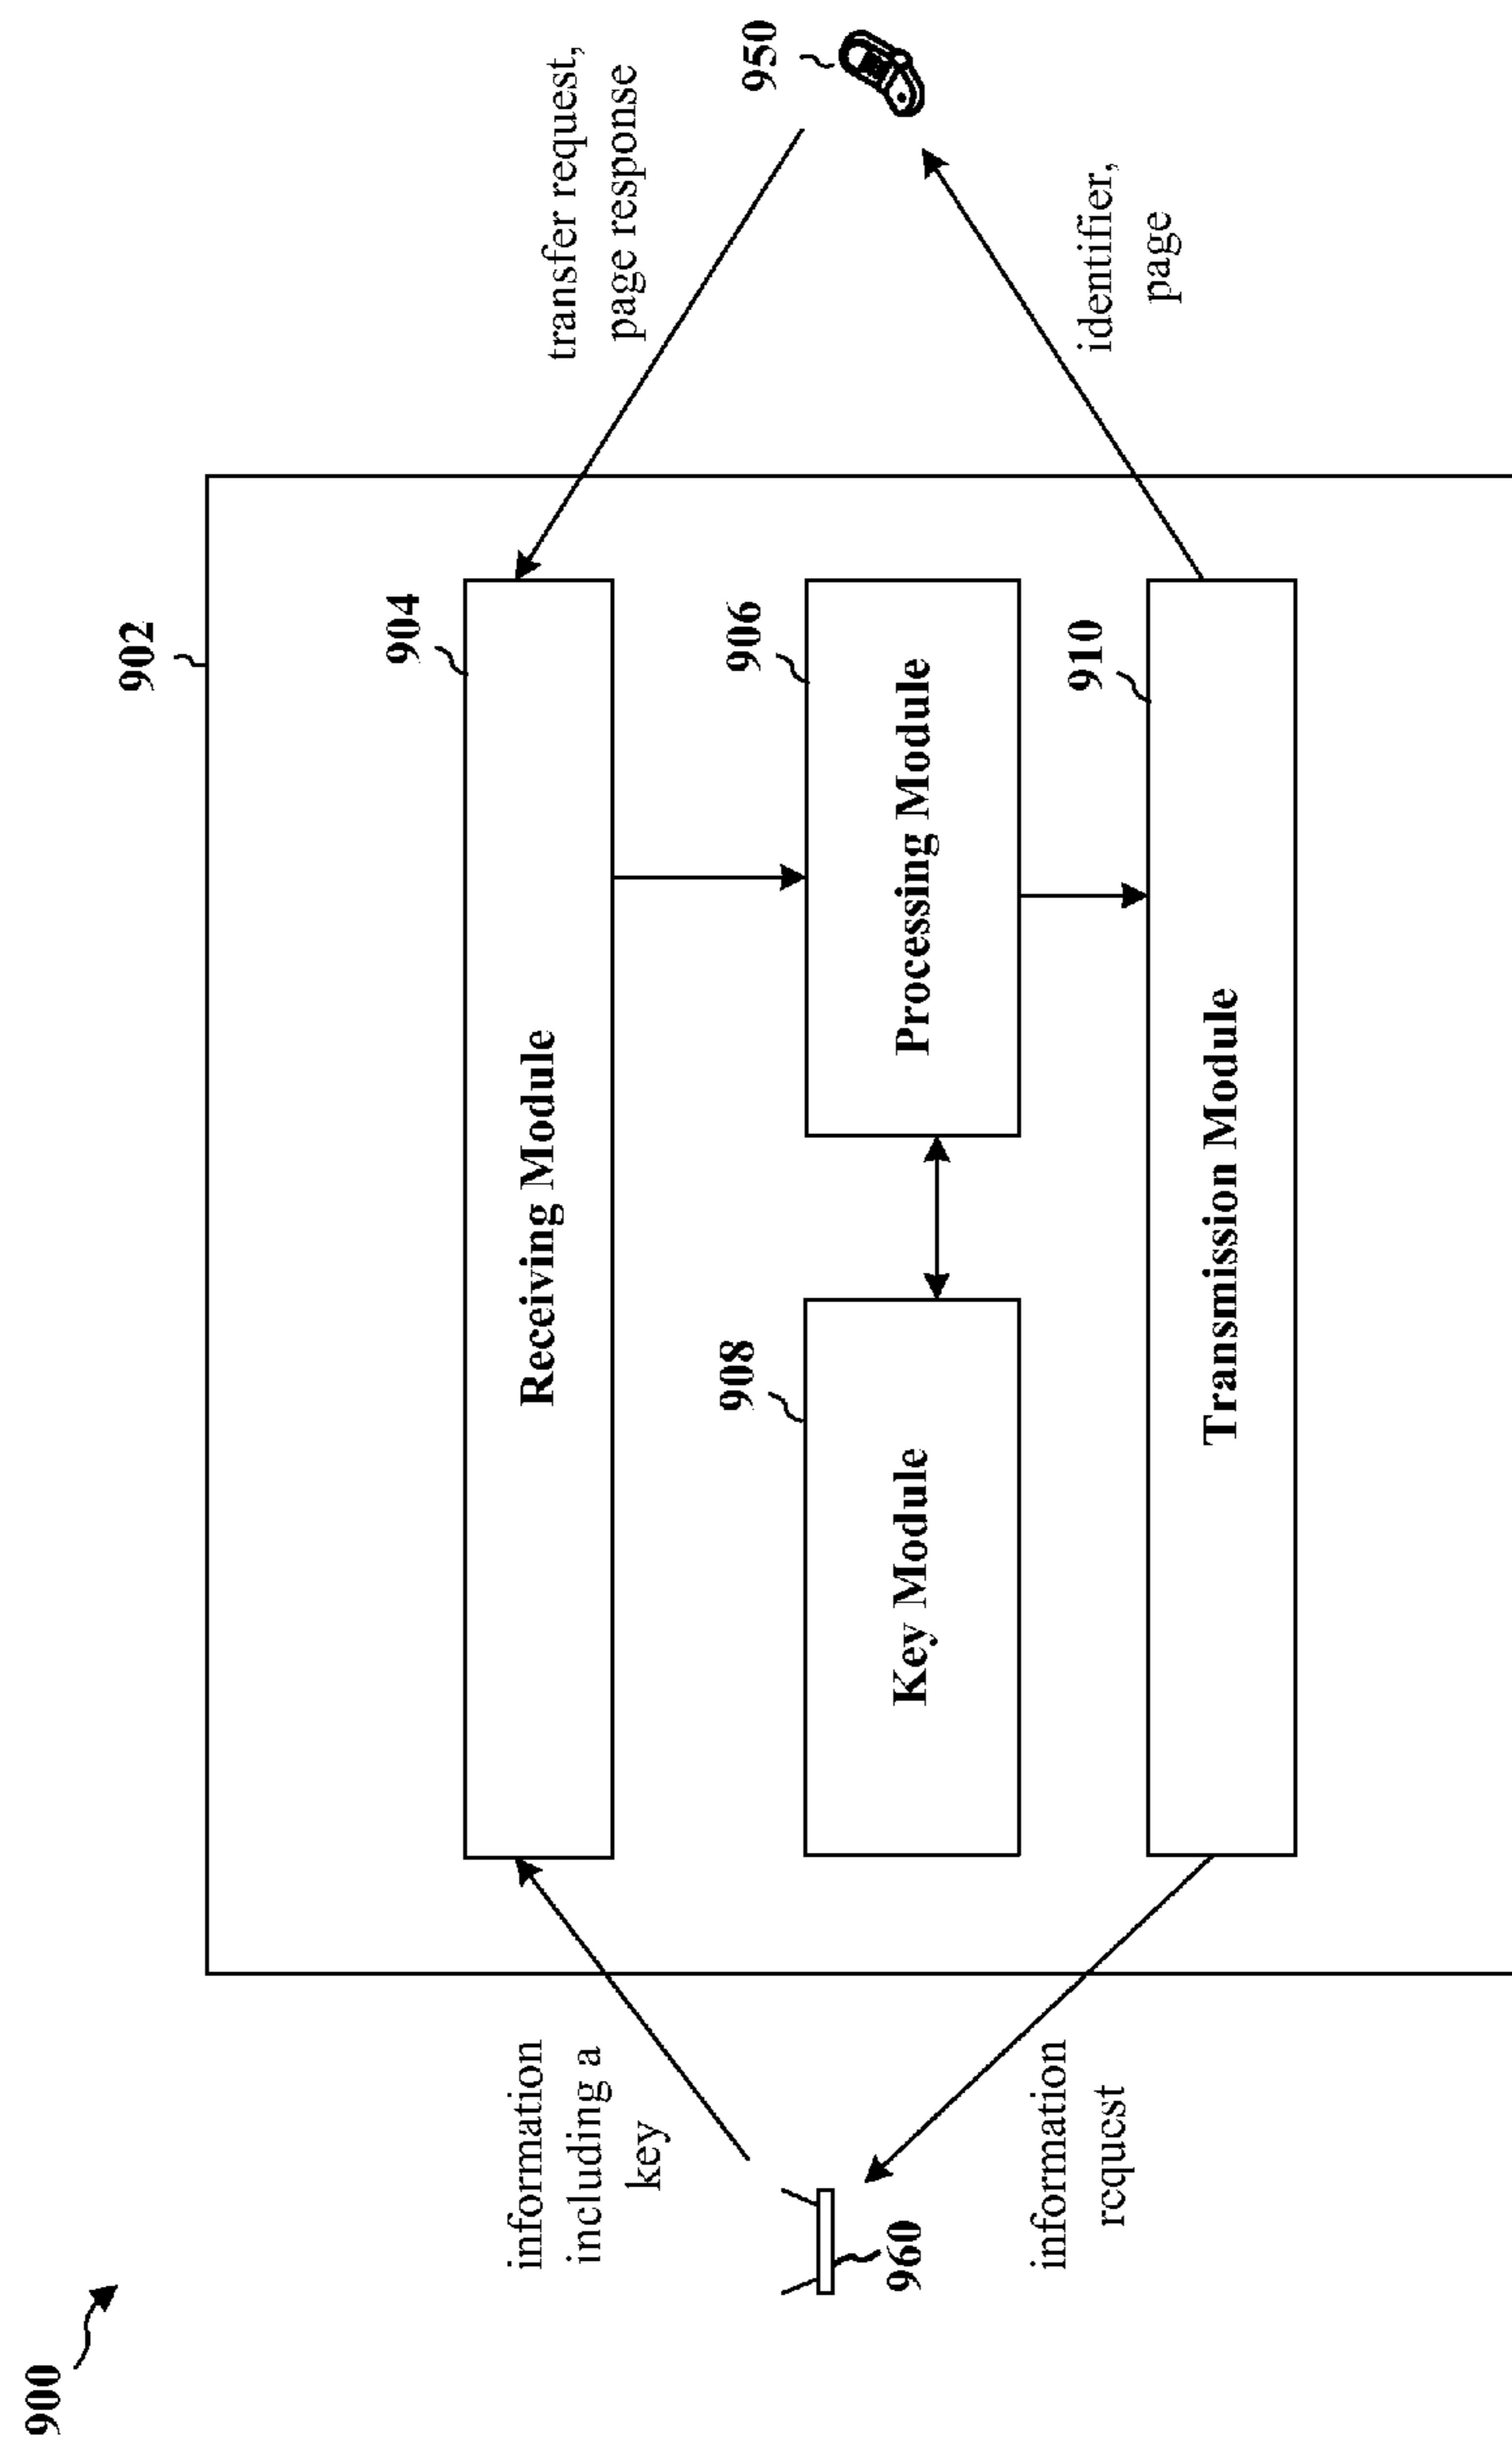 900
902
904
Receiving Module
906
Processing Module
908
Key Module
910
Transmission Module
information
including a
key
960
information
request
transfer request,
page response
950
identifier,
page